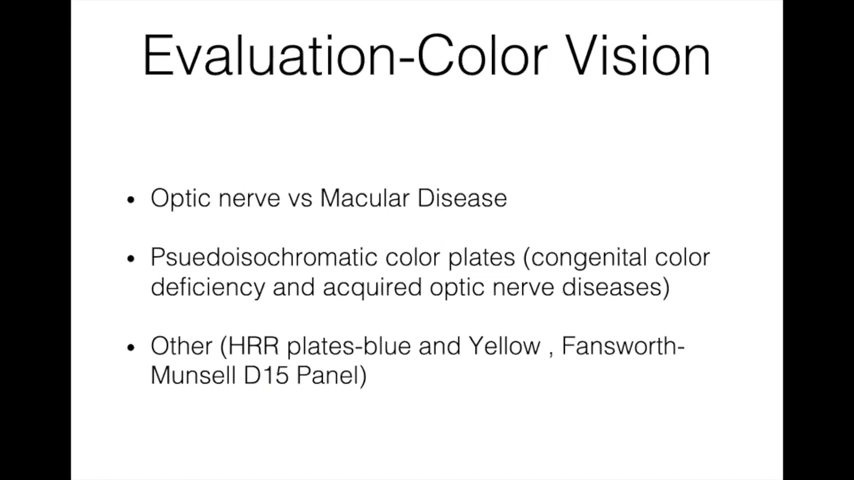 Evaluation-Color Vision
• Optic nerve vs Macular Disease
• Psuedoisochromatic color plates (congenital color
deficiency and acquired optic nerve diseases)
• Other (HRR plates-blue and Yellow , Fansworth-
Munsell D15 Panel)